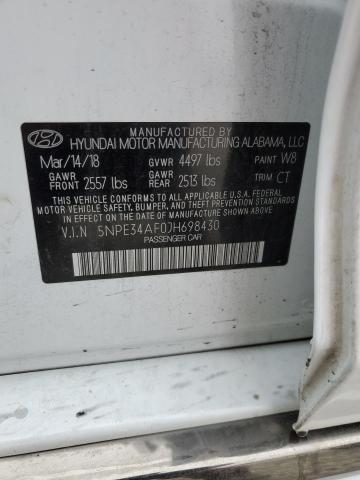 MANUFACTURED BY
HYUNDAI MOTOR MANUFACTURING ALABAMA, LLC
Mar/14/18 GVWR 4497 lbs PAINT W8
GAWR FRONT 2557 lbs GAWR REAR 2513 lbs TRIM CT
THIS VEHICLE CONFORMS TO ALL APPLICABLE U.S.A. FEDERAL
MOTOR VEHICLE SAFETY, BUMPER, AND THEFT PREVENTION
STANDARDS IN EFFECT ON THE DATE OF MANUFACTURE SHOWN ABOVE.
V.I.N 5NPE34AF0JH698430
PASSENGER CAR